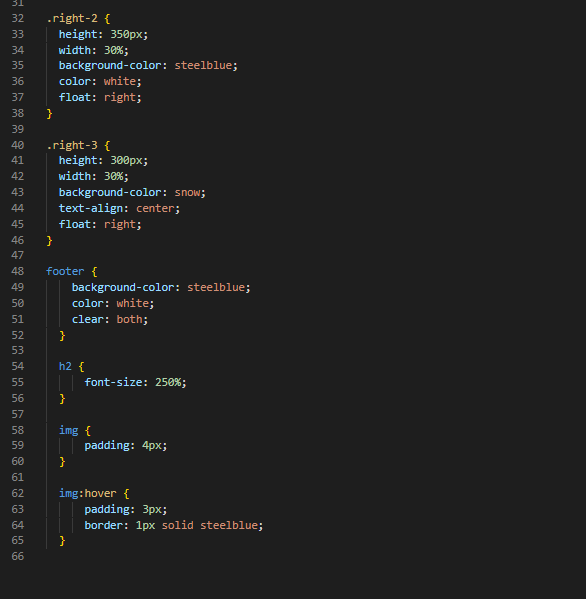 31
32 .right-2 {
33 height: 350px;
34 width: 30%;
35 background-color: steelblue;
36 color: white;
37 float: right;
38 }
39
40 .right-3 {
41 height: 300px;
42 width: 30%;
43 background-color: snow;
44 text-align: center;
45 float: right;
46 }
47
48 footer {
49 background-color: steelblue;
50 color: white;
51 clear: both;
52 }
53
54 h2 {
55 font-size: 250%;
56 }
57
58 img {
59 padding: 4px;
60 }
61
62 img:hover {
63 padding: 3px;
64 border: 1px solid steelblue;
65 }
66